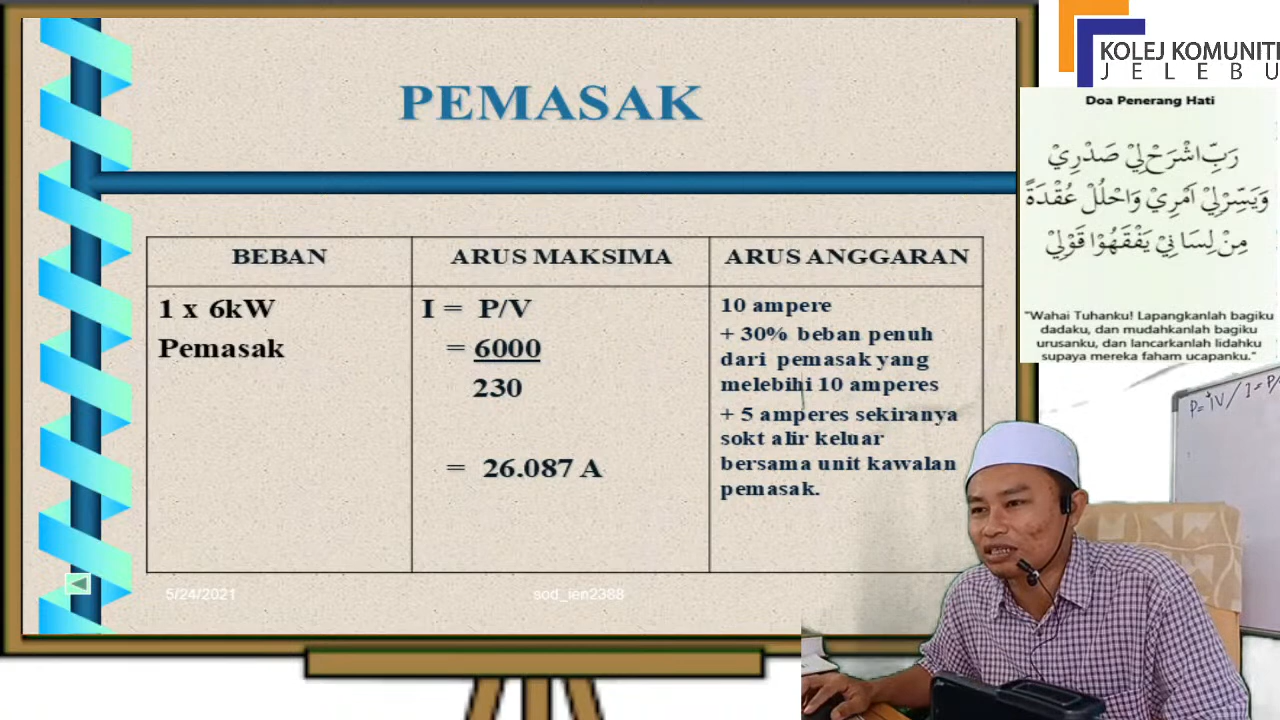 PEMASAK
BEBAN
ARUS MAKSIMA
ARUS ANGGARAN
1 x 6kW
Pemasak
I = P/V
= 6000
230
= 26.087 A
10 ampere
+ 30% beban penuh
dari pemasak yang
melebihi 10 amperes
+ 5 amperes sekiranya
sokt alir keluar
bersama unit kawalan
pemasak.
5/24/2021
sod_ien2388
KOLEJ KOMUNITI
JELEBU
Doa Penerang Hati
رَبِّ اشْرَحْ لِيْ صَدْرِيْ
وَيَسِّرْ لِيْ اَمْرِيْ وَاحْلُلْ عُقْدَةً
مِنْ لِسَانِيْ يَفْقَهُوْا قَوْلِيْ
"Wahai Tuhanku! Lapangkanlah bagiku
dadaku, dan mudahkanlah bagiku
urusanku, dan lancarkanlah lidahku
supaya mereka faham ucapanku."
P=IV / I=P/